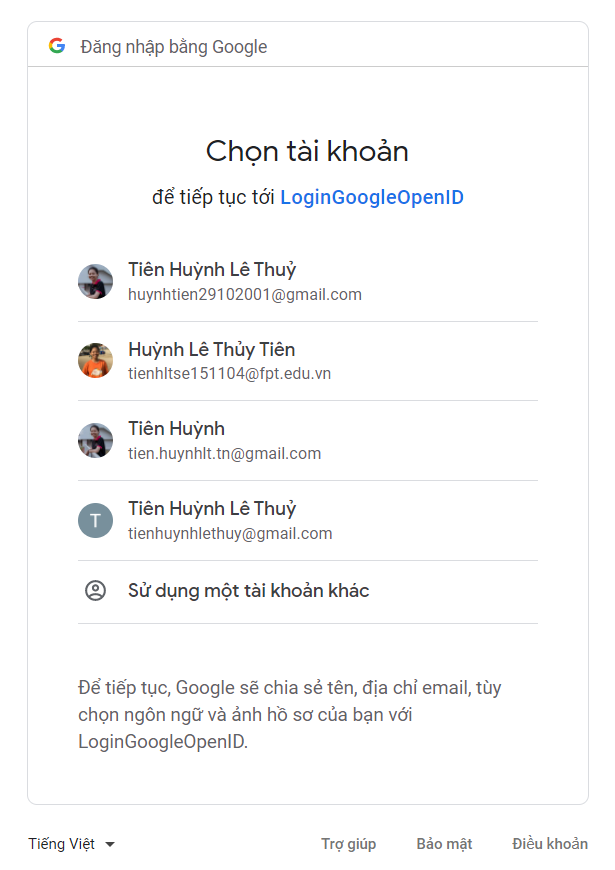 Đăng nhập bằng Google
Chọn tài khoản
để tiếp tục tới LoginGoogleOpenID
Tiên Huỳnh Lê Thuỷ
huynhtien29102001@gmail.com
Huỳnh Lê Thủy Tiên
tienhltse151104@fpt.edu.vn
Tiên Huỳnh
tien.huynhlt.tn@gmail.com
T
Tiên Huỳnh Lê Thuỷ
tienhuynhlethuy@gmail.com
Sử dụng một tài khoản khác
Để tiếp tục, Google sẽ chia sẻ tên, địa chỉ email, tùy
chọn ngôn ngữ và ảnh hồ sơ của bạn với
LoginGoogleOpenID.
Tiếng Việt Trợ giúp Bảo mật Điều khoản